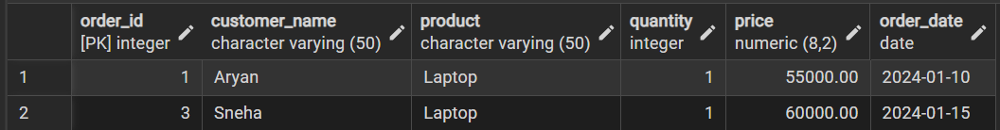 order_id customer_name product quantity price order_date
[PK] integer character varying (50) character varying (50) integer numeric (8,2) date
1 1 Aryan Laptop 1 55000.00 2024-01-10
2 3 Sneha Laptop 1 60000.00 2024-01-15